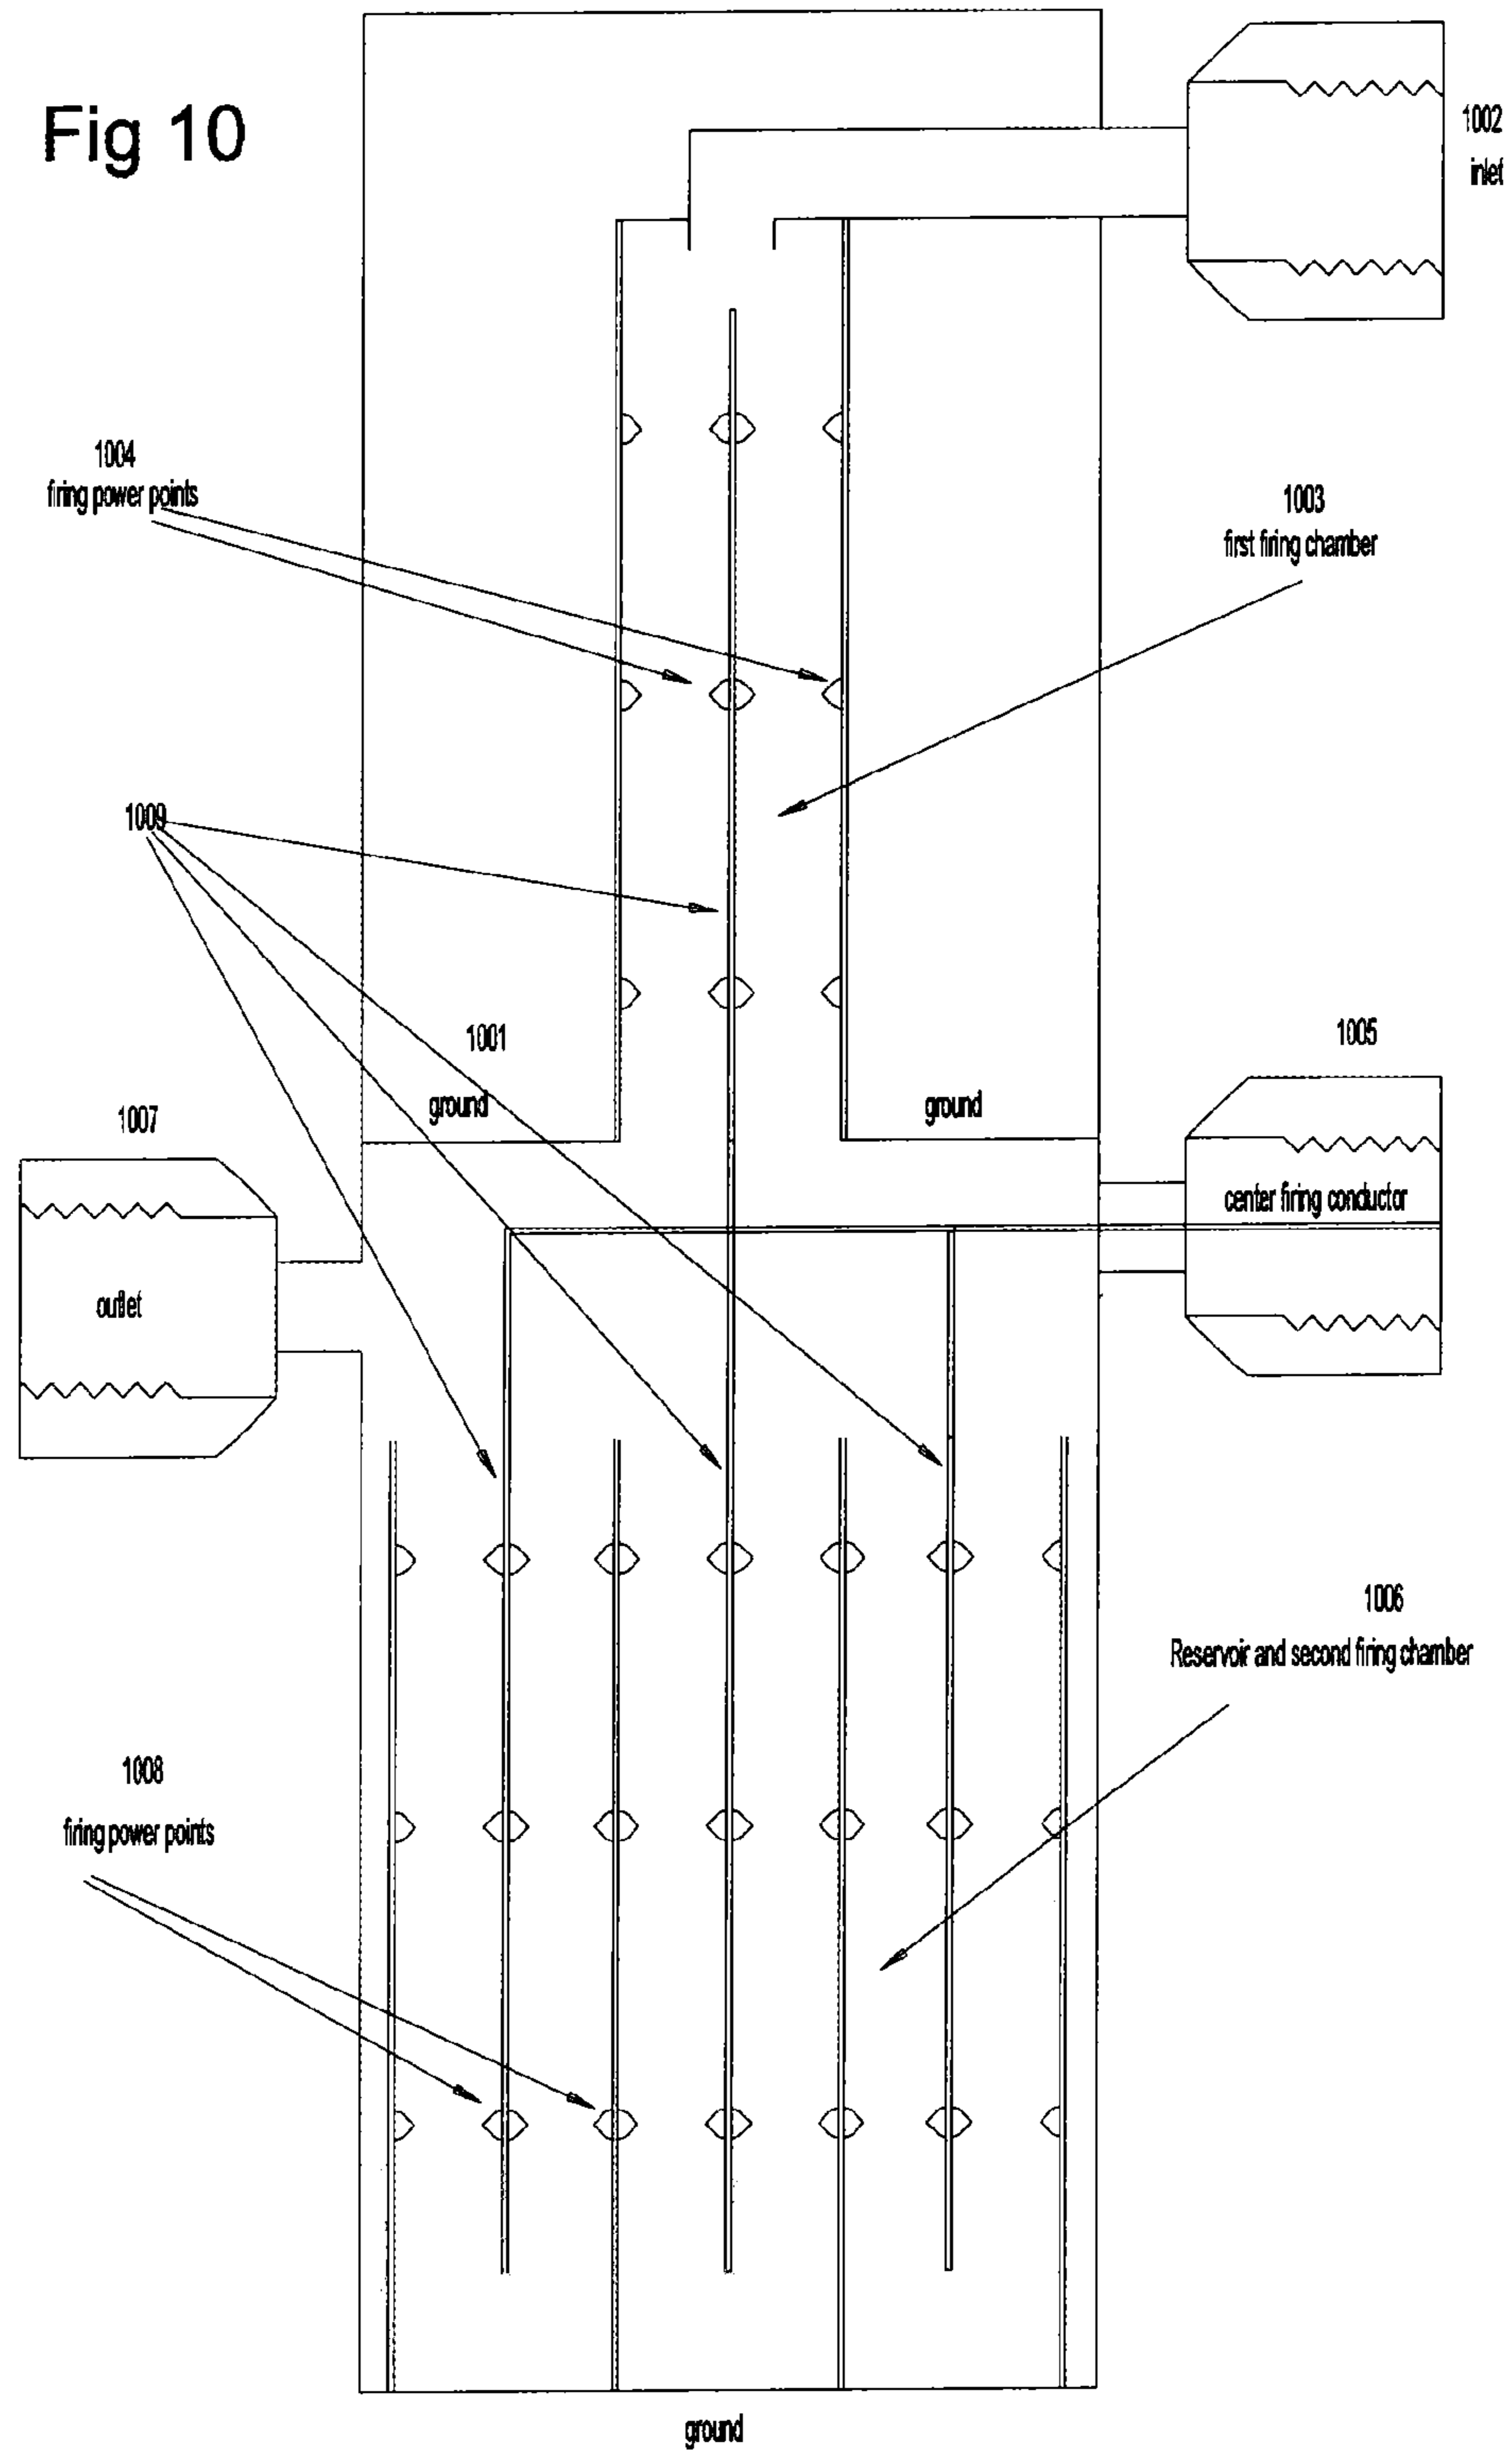 Fig 10
1002
inlet
1004
firing power points
1003
first firing chamber
1009
1001
ground
ground
1005
center firing conductor
1007
outlet
1006
Reservoir and second firing chamber
1008
firing power points
ground